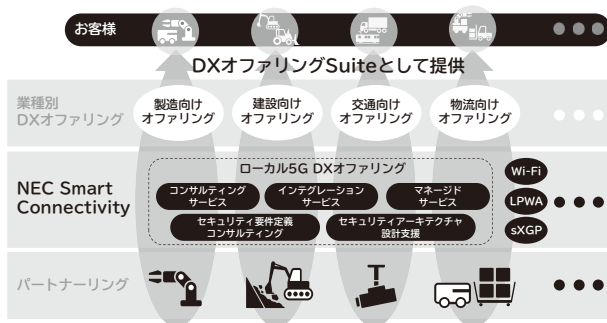 お客様
DXオファリングSuiteとして提供
業種別
DXオファリング
製造向け
オファリング
建設向け
オファリング
交通向け
オファリング
物流向け
オファリング
NEC Smart
Connectivity
ローカル5G DXオファリング
コンサルティング
サービス
インテグレーション
サービス
マネージド
サービス
セキュリティ要件定義
コンサルティング
セキュリティアーキテクチャ
設計支援
Wi-Fi
LPWA
sXGP
パートナーリング